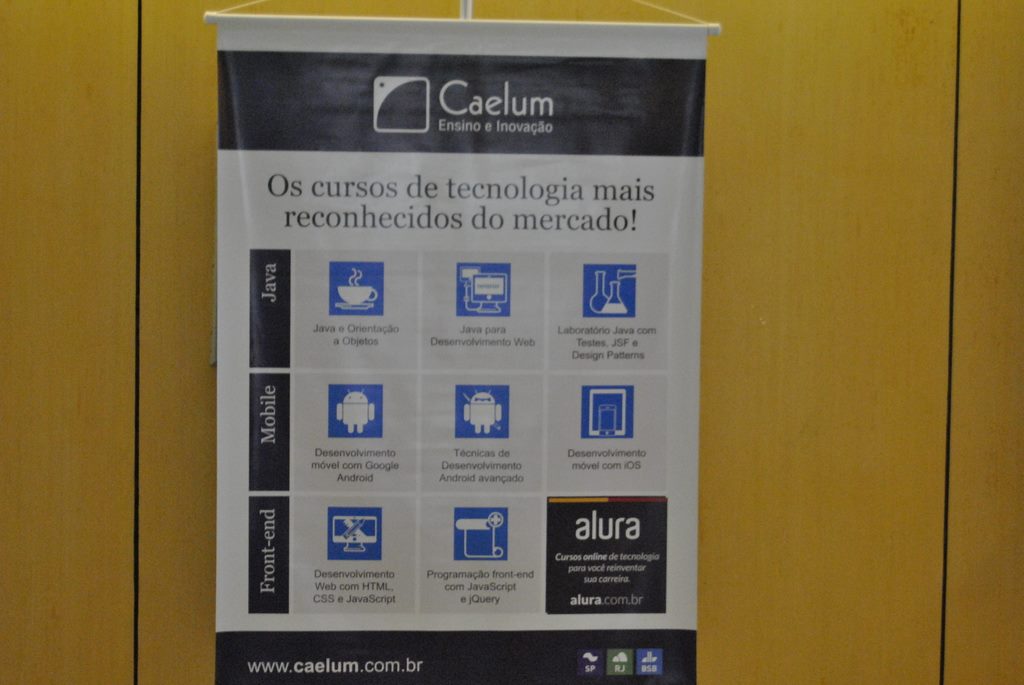 Caelum
Ensino e Inovação
Os cursos de tecnologia mais
reconhecidos do mercado!
Java
Java e Orientação
a Objetos
Java para
Desenvolvimento Web
Laboratório Java com
Testes, JSF e
Design Patterns
Mobile
Desenvolvimento
móvel com Google
Android
Técnicas de
Desenvolvimento
Android avançado
Desenvolvimento
móvel com iOS
Front-end
Desenvolvimento
Web com HTML,
CSS e JavaScript
Programação front-end
com JavaScript
e jQuery
alura
Cursos online de tecnologia
para você reinventar
sua carreira.
alura.com.br
www.caelum.com.br
SP
RJ
BSB